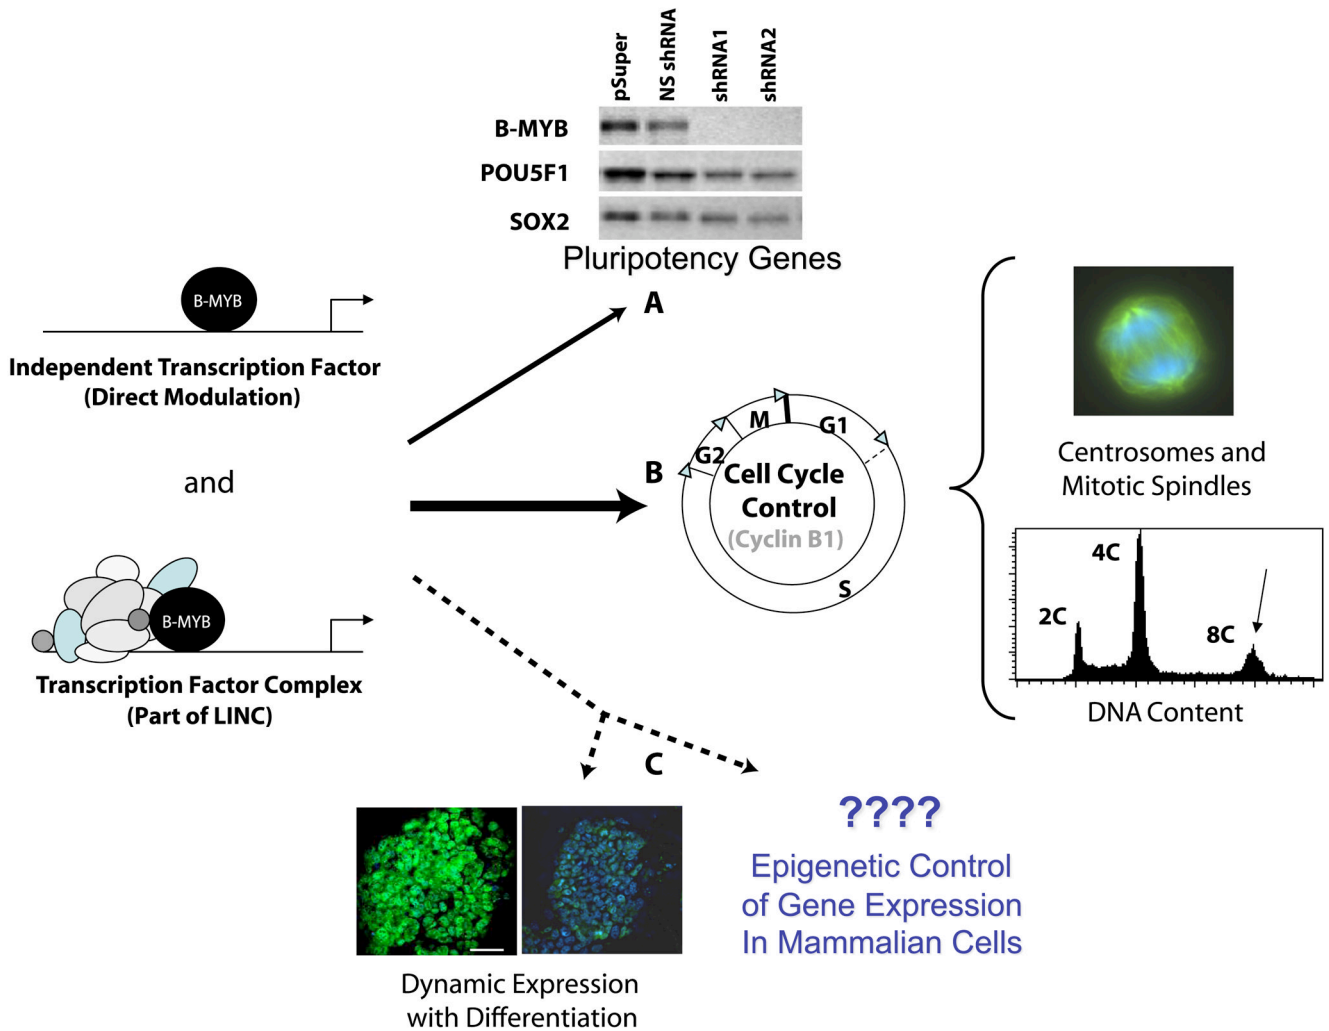 pSuper
NS shRNA
shRNA1
shRNA2
B-MYB
POU5F1
SOX2
Pluripotency Genes
B-MYB
Independent Transcription Factor
(Direct Modulation)
and
B-MYB
Transcription Factor Complex
(Part of LINC)
A
B
M
G1
G2
Cell Cycle
Control
(Cyclin B1)
S
Centrosomes and
Mitotic Spindles
4C
2C
8C
DNA Content
C
Dynamic Expression
with Differentiation
????
Epigenetic Control
of Gene Expression
In Mammalian Cells